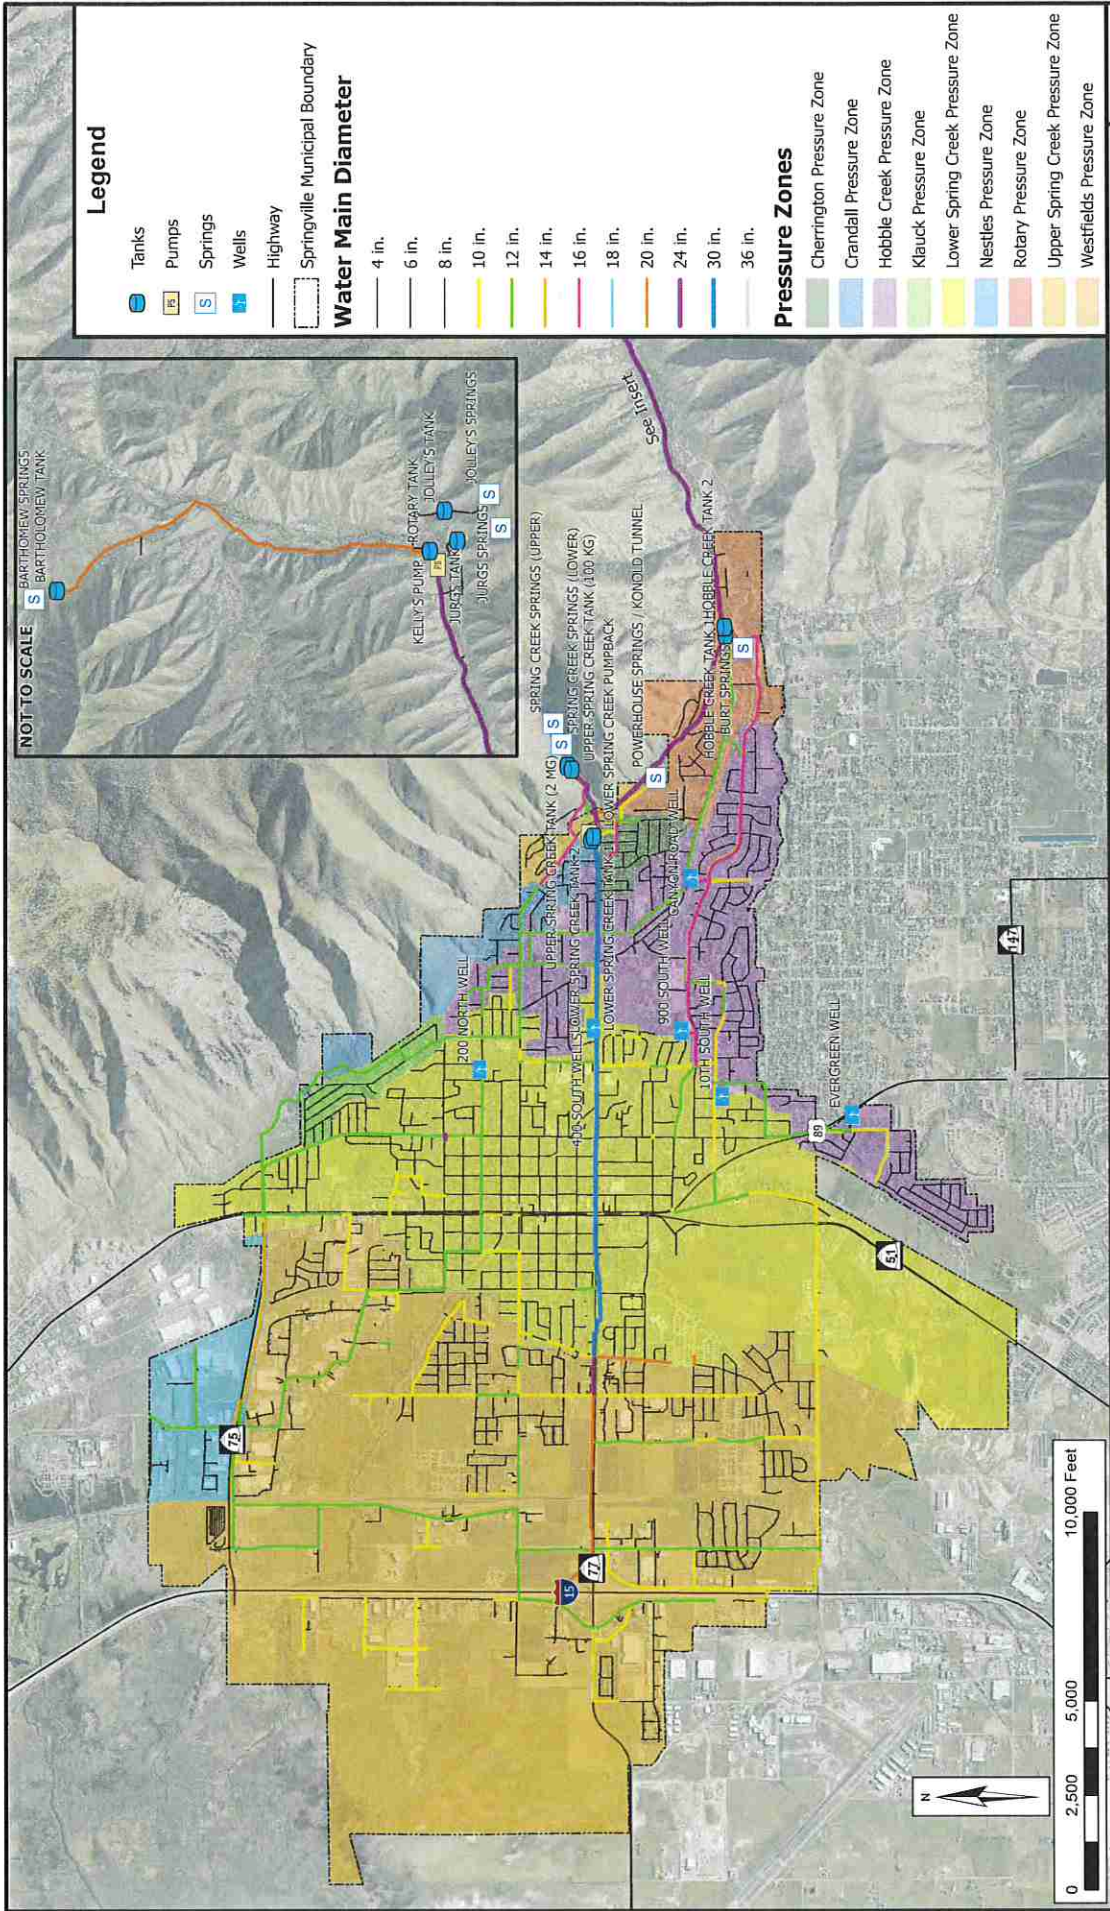 Legend
Tanks
Pumps
Springs
Wells
Highway
Springville Municipal Boundary
Water Main Diameter
4 in.
6 in.
8 in.
10 in.
12 in.
14 in.
16 in.
18 in.
20 in.
24 in.
30 in.
36 in.
Pressure Zones
Cherrington Pressure Zone
Crandall Pressure Zone
Hobble Creek Pressure Zone
Klauck Pressure Zone
Lower Spring Creek Pressure Zone
Nestles Pressure Zone
Rotary Pressure Zone
Upper Spring Creek Pressure Zone
Westfields Pressure Zone
PS
S
NOT TO SCALE
S
BARTHOMEW SPRINGS
BARTHOLOMEW TANK
KELLY'S PUMP
PS
ROTARY TANK
JOLLEY'S TANK
JURGS TANK
JURGS SPRINGS
S
S
JOLLEY'S SPRINGS
See Insert
SPRING CREEK SPRINGS (UPPER)
S
S
SPRING CREEK SPRINGS (LOWER)
UPPER SPRING CREEK TANK (100 KG)
UPPER SPRING CREEK TANK (2 MG)
LOWER SPRING CREEK PUMPBACK
POWERHOUSE SPRINGS / KONOLD TUNNEL
S
HOBBLE CREEK TANK 1
HOBBLE CREEK TANK 2
BURT SPRINGS
S
LOWER SPRING CREEK TANK 2
LOWER SPRING CREEK TANK 1
CANYON ROAD WELL
200 NORTH WELL
400 SOUTH WELL
900 SOUTH WELL
10TH SOUTH WELL
EVERGREEN WELL
89
147
51
75
77
15
N
0
2,500
5,000
10,000 Feet